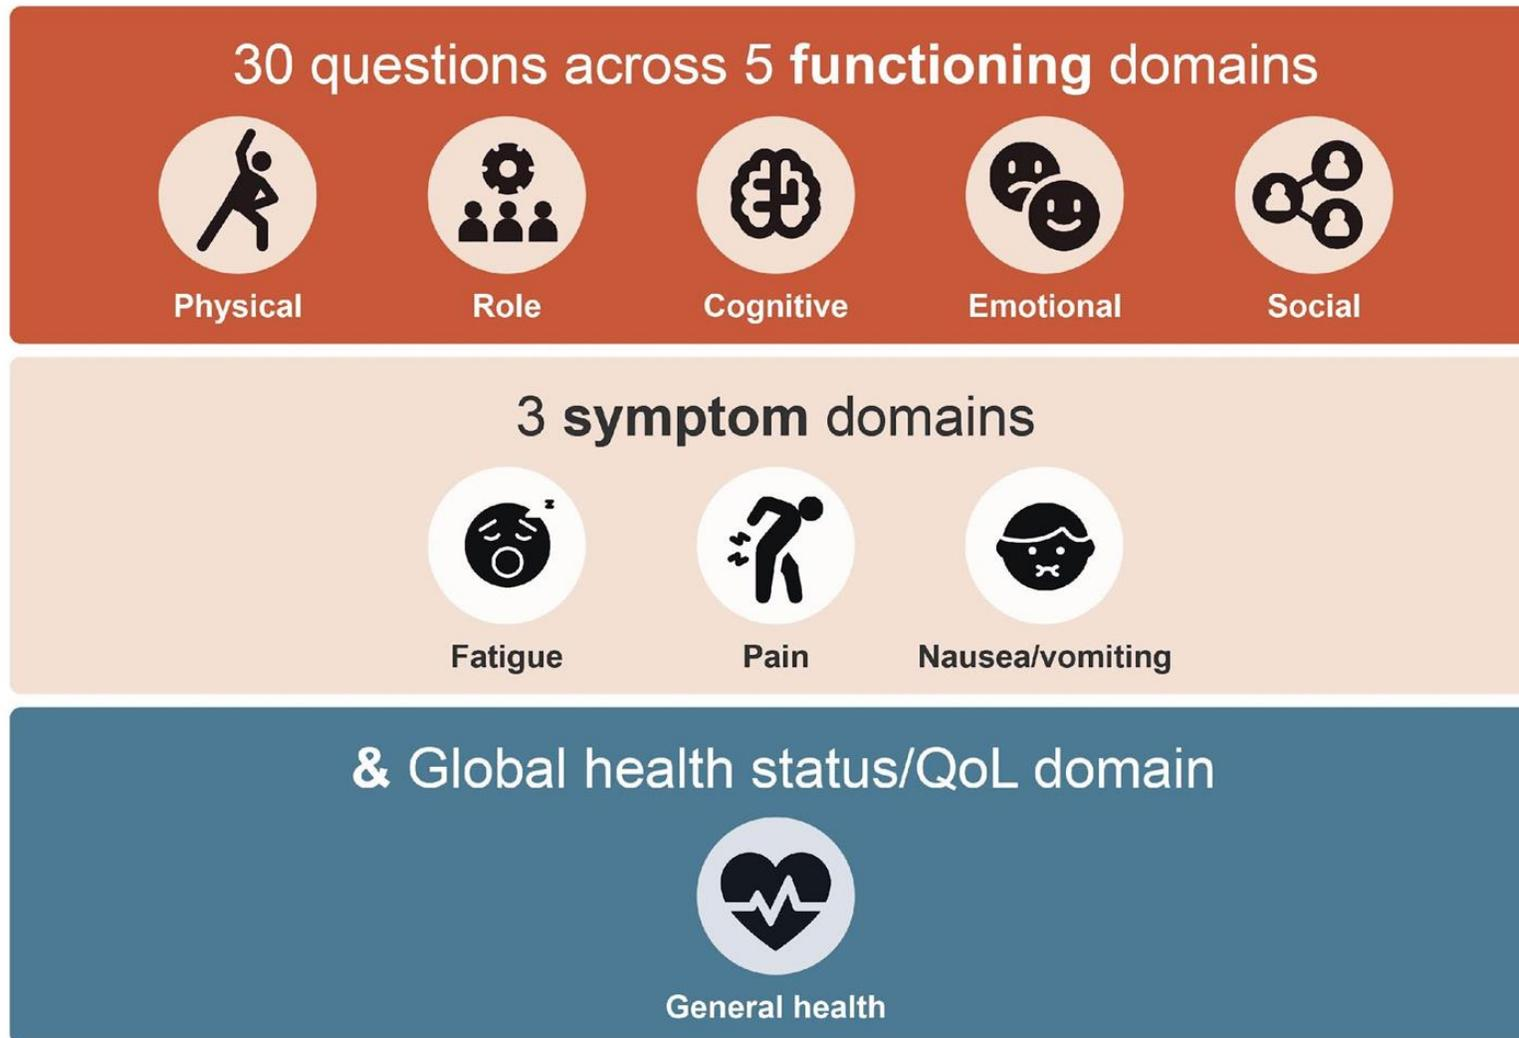 30 questions across 5 functioning domains
Physical Role Cognitive Emotional Social
3 symptom domains
Fatigue Pain Nausea/vomiting
& Global health status/QoL domain
General health